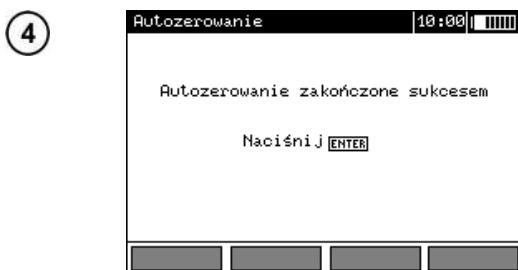 4
Autozerowanie 10:00
Autozerowanie zakończone sukcesem
Naciśnij ENTER